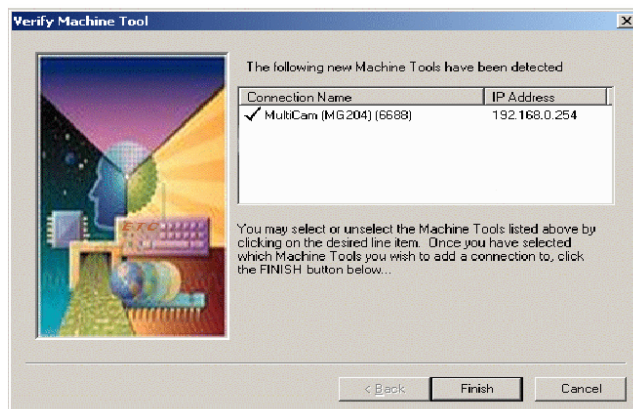 Verify Machine Tool
The following new Machine Tools have been detected
Connection Name IP Address
MultiCam (MG204) (6688) 192.168.0.254
You may select or unselect the Machine Tools listed above by
clicking on the desired line item. Once you have selected
which Machine Tools you wish to add a connection to, click
the FINISH button below...
< Back Finish Cancel